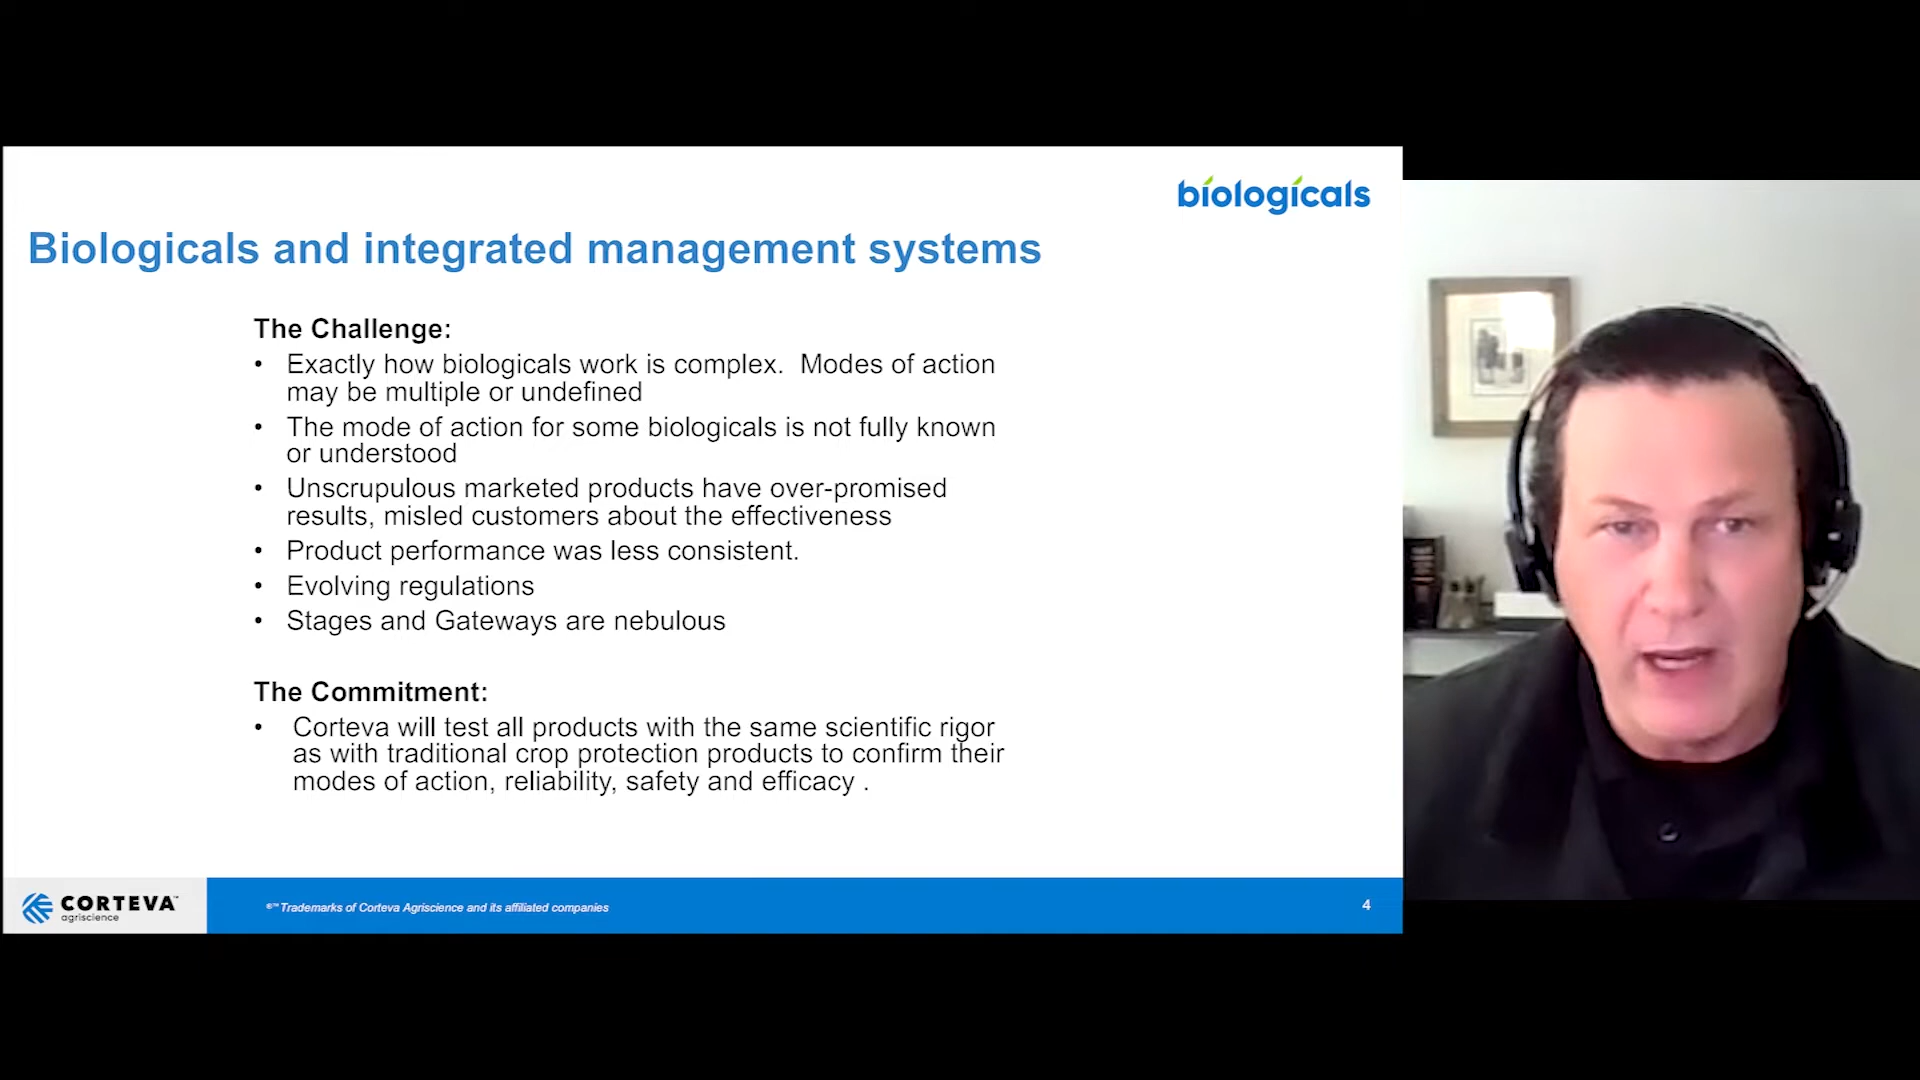 biologicals
Biologicals and integrated management systems
The Challenge:
• Exactly how biologicals work is complex.  Modes of action
may be multiple or undefined
• The mode of action for some biologicals is not fully known
or understood
• Unscrupulous marketed products have over-promised
results, misled customers about the effectiveness
• Product performance was less consistent.
• Evolving regulations
• Stages and Gateways are nebulous
The Commitment:
• Corteva will test all products with the same scientific rigor
as with traditional crop protection products to confirm their
modes of action, reliability, safety and efficacy .
CORTEVA™
agriscience
®™ Trademarks of Corteva Agriscience and its affiliated companies
4